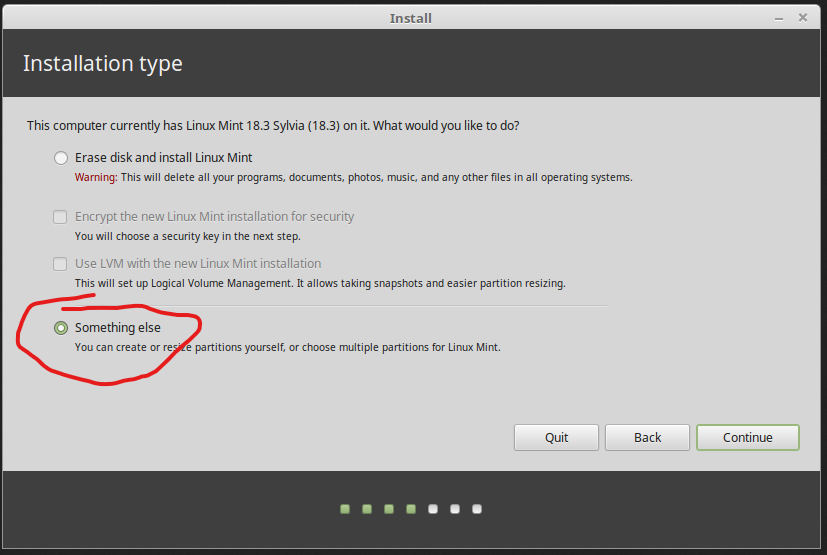 Install
Installation type
This computer currently has Linux Mint 18.3 Sylvia (18.3) on it. What would you like to do?
Erase disk and install Linux Mint
Warning: This will delete all your programs, documents, photos, music, and any other files in all operating systems.
Encrypt the new Linux Mint installation for security
You will choose a security key in the next step.
Use LVM with the new Linux Mint installation
This will set up Logical Volume Management. It allows taking snapshots and easier partition resizing.
Something else
You can create or resize partitions yourself, or choose multiple partitions for Linux Mint.
Quit Back Continue